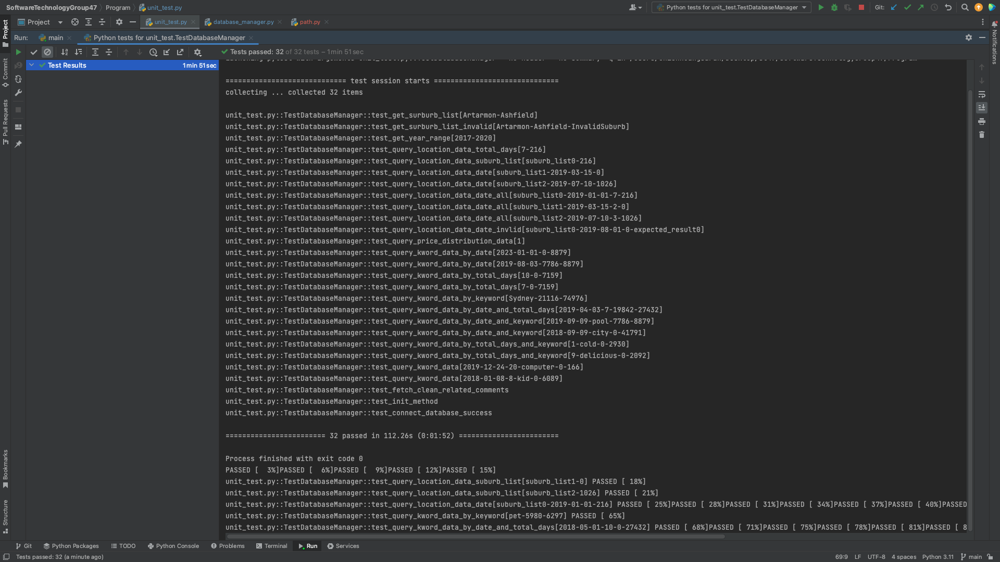 SoftwareTechnologyGroup47 Program unit_test.py
Python tests for unit_test.TestDatabaseManager Git:
Project unit_test.py database_manager.py path.py
Run: main Python tests for unit_test.TestDatabaseManager
Tests passed: 32 of 32 tests – 1 min 51 sec
Test Results 1 min 51 sec
============================= test session starts ==============================
collecting ... collected 32 items
unit_test.py::TestDatabaseManager::test_get_surburb_list[Artarmon-Ashfield]
unit_test.py::TestDatabaseManager::test_get_surburb_list_invalid[Artarmon-Ashfield-InvalidSuburb]
unit_test.py::TestDatabaseManager::test_get_year_range[2017-2020]
unit_test.py::TestDatabaseManager::test_query_location_data_total_days[7-216]
unit_test.py::TestDatabaseManager::test_query_location_data_suburb_list[suburb_list0-216]
unit_test.py::TestDatabaseManager::test_query_location_data_date[suburb_list1-2019-03-15-0]
unit_test.py::TestDatabaseManager::test_query_location_data_date[suburb_list2-2019-07-10-1026]
unit_test.py::TestDatabaseManager::test_query_location_data_date_all[suburb_list0-2019-01-01-7-216]
unit_test.py::TestDatabaseManager::test_query_location_data_date_all[suburb_list1-2019-03-15-2-0]
unit_test.py::TestDatabaseManager::test_query_location_data_date_all[suburb_list2-2019-07-10-3-1026]
unit_test.py::TestDatabaseManager::test_query_location_data_date_invlid[suburb_list0-2019-08-01-0-expected_result0]
unit_test.py::TestDatabaseManager::test_query_price_distribution_data[1]
unit_test.py::TestDatabaseManager::test_query_kword_data_by_date[2023-01-01-0-8879]
unit_test.py::TestDatabaseManager::test_query_kword_data_by_date[2019-08-03-7786-8879]
unit_test.py::TestDatabaseManager::test_query_kword_data_by_total_days[10-0-7159]
unit_test.py::TestDatabaseManager::test_query_kword_data_by_total_days[7-0-7159]
unit_test.py::TestDatabaseManager::test_query_kword_data_by_keyword[Sydney-21116-74976]
unit_test.py::TestDatabaseManager::test_query_kword_data_by_date_and_total_days[2019-04-03-7-19842-27432]
unit_test.py::TestDatabaseManager::test_query_kword_data_by_date_and_keyword[2019-09-09-pool-7786-8879]
unit_test.py::TestDatabaseManager::test_query_kword_data_by_date_and_keyword[2018-09-09-city-0-41791]
unit_test.py::TestDatabaseManager::test_query_kword_data_by_total_days_and_keyword[1-cold-0-2930]
unit_test.py::TestDatabaseManager::test_query_kword_data_by_total_days_and_keyword[9-delicious-0-2092]
unit_test.py::TestDatabaseManager::test_query_kword_data[2019-12-24-20-computer-0-166]
unit_test.py::TestDatabaseManager::test_query_kword_data[2018-01-08-8-kid-0-6089]
unit_test.py::TestDatabaseManager::test_fetch_clean_related_comments
unit_test.py::TestDatabaseManager::test_init_method
unit_test.py::TestDatabaseManager::test_connect_database_success
======================== 32 passed in 112.26s (0:01:52) ========================
Process finished with exit code 0
PASSED [  3%]PASSED [  6%]PASSED [  9%]PASSED [ 12%]PASSED [ 15%]
unit_test.py::TestDatabaseManager::test_query_location_data_suburb_list[suburb_list1-0] PASSED [ 18%]
unit_test.py::TestDatabaseManager::test_query_location_data_suburb_list[suburb_list2-1026] PASSED [ 21%]
unit_test.py::TestDatabaseManager::test_query_location_data_date[suburb_list0-2019-01-01-216] PASSED [ 25%]PASSED [ 28%]PASSED [ 31%]PASSED [ 34%]PASSED [ 37%]PASSED [ 40%]PASSED
unit_test.py::TestDatabaseManager::test_query_kword_data_by_keyword[pet-5980-6297] PASSED [ 65%]
unit_test.py::TestDatabaseManager::test_query_kword_data_by_date_and_total_days[2018-05-01-10-0-27432] PASSED [ 68%]PASSED [ 71%]PASSED [ 75%]PASSED [ 78%]PASSED [ 81%]PASSED [ 8
Project
Commit
Pull Requests
Bookmarks
Structure
Notifications
Git Python Packages TODO Python Console Problems Terminal Run Services
Tests passed: 32 (a minute ago) 69:9 LF UTF-8 4 spaces Python 3.11 main